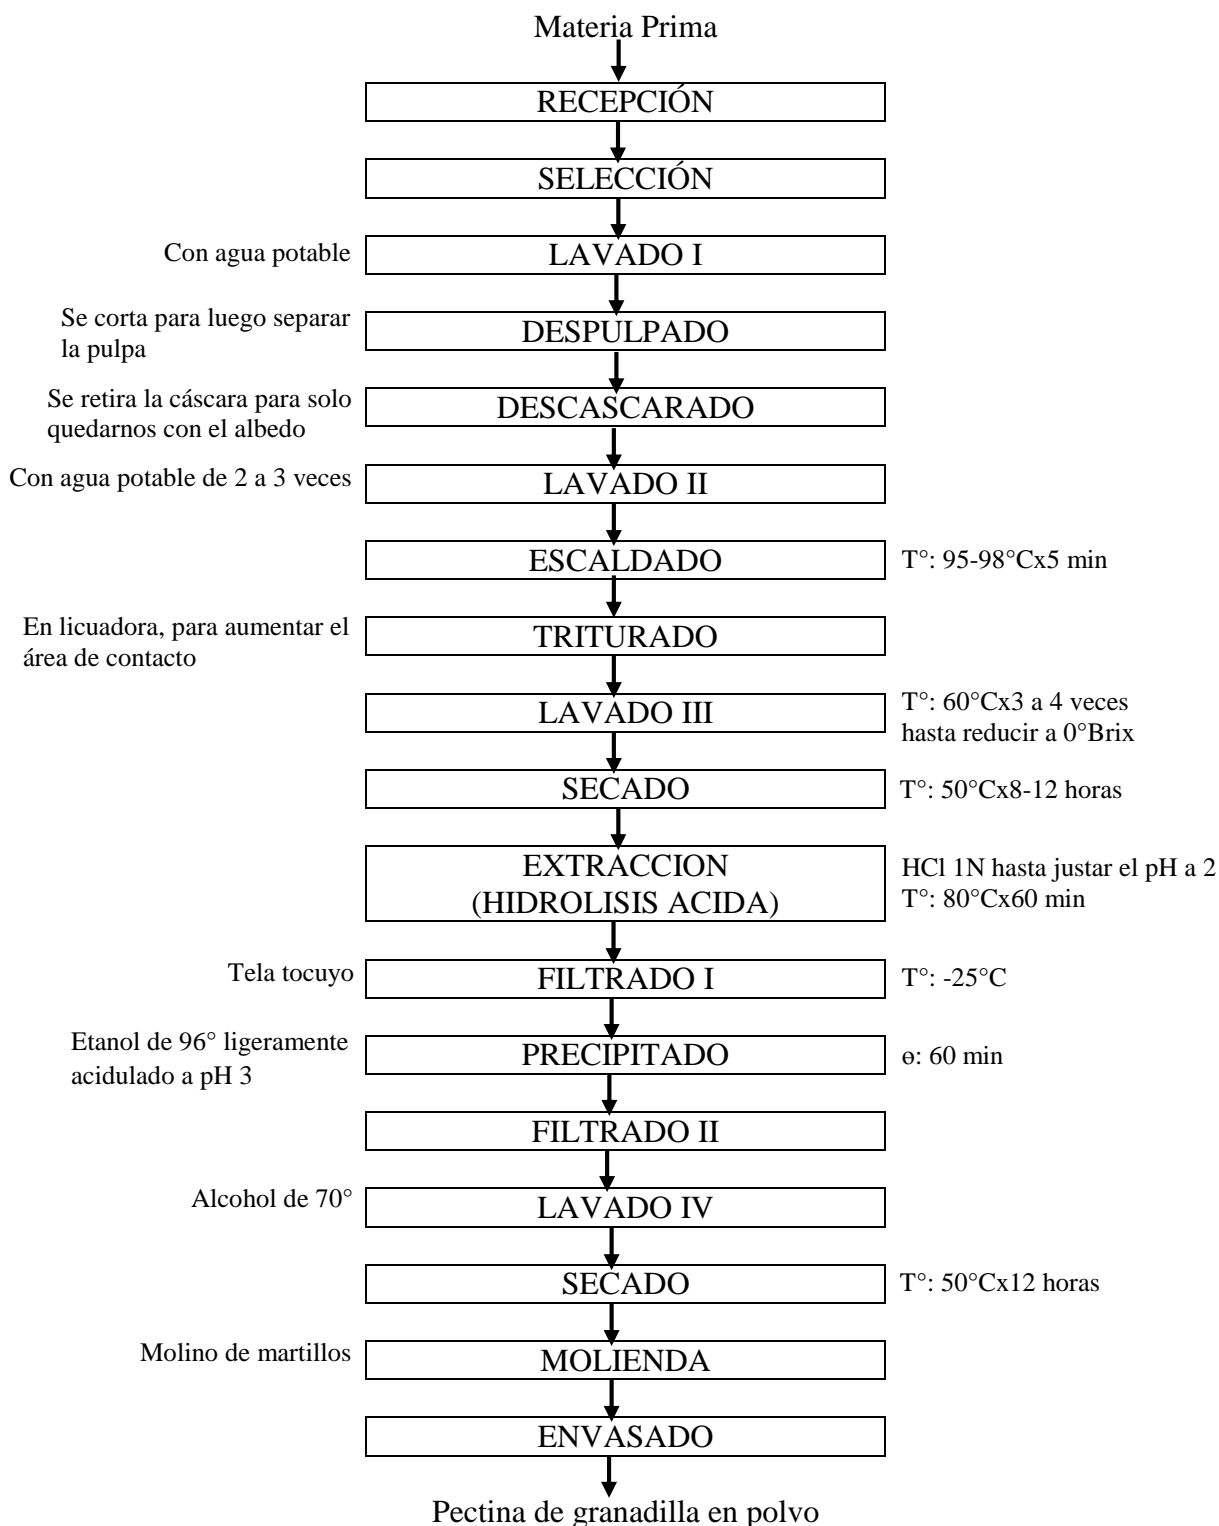 Materia Prima
RECEPCIÓN
SELECCIÓN
Con agua potable
LAVADO I
Se corta para luego separar
la pulpa
DESPULPADO
Se retira la cáscara para solo
quedarnos con el albedo
DESCASCARADO
Con agua potable de 2 a 3 veces
LAVADO II
ESCALDADO
T°: 95-98°Cx5 min
En licuadora, para aumentar el
área de contacto
TRITURADO
LAVADO III
T°: 60°Cx3 a 4 veces
hasta reducir a 0°Brix
SECADO
T°: 50°Cx8-12 horas
EXTRACCION
(HIDROLISIS ACIDA)
HCl 1N hasta justar el pH a 2
T°: 80°Cx60 min
Tela tocuyo
FILTRADO I
T°: -25°C
Etanol de 96° ligeramente
acidulado a pH 3
PRECIPITADO
ɵ: 60 min
FILTRADO II
Alcohol de 70°
LAVADO IV
SECADO
T°: 50°Cx12 horas
Molino de martillos
MOLIENDA
ENVASADO
Pectina de granadilla en polvo